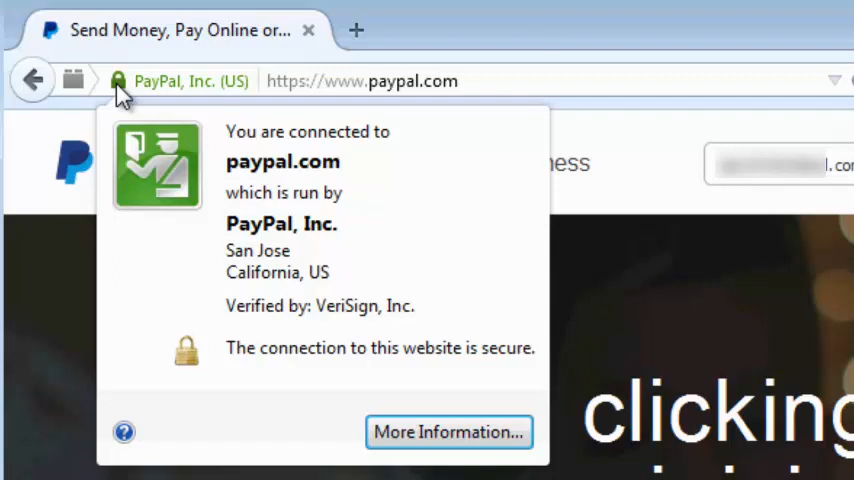 Send Money, Pay Online or...
PayPal, Inc. (US) https://www.paypal.com
You are connected to
paypal.com
which is run by
PayPal, Inc.
San Jose
California, US
Verified by: VeriSign, Inc.
The connection to this website is secure.
More Information...
ness
l.co
clicking